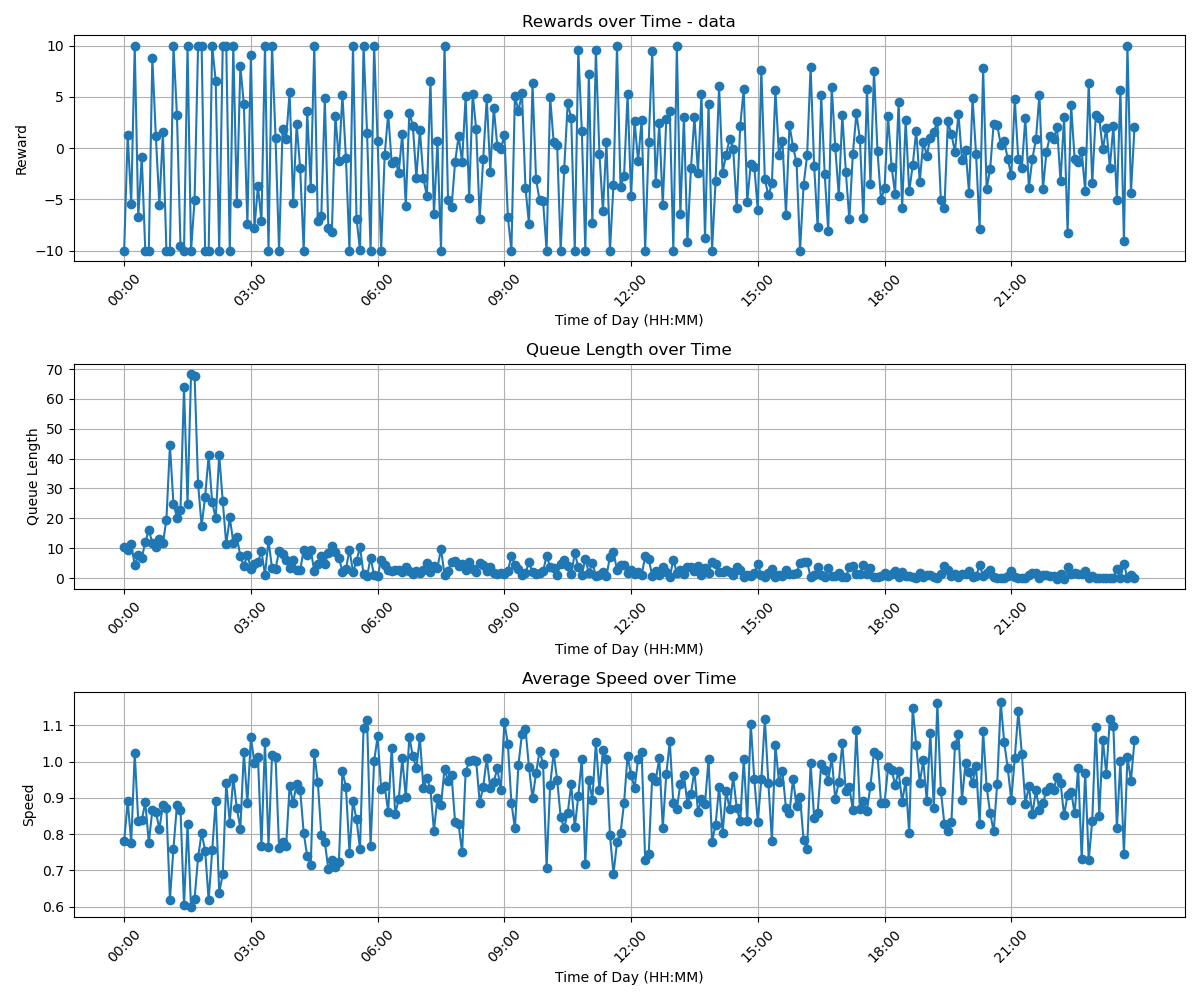 Rewards over Time - data
10
5
0
−5
−10
Reward
00:00 03:00 06:00 09:00 12:00 15:00 18:00 21:00
Time of Day (HH:MM)
Queue Length over Time
70
60
50
40
30
20
10
0
Queue Length
00:00 03:00 06:00 09:00 12:00 15:00 18:00 21:00
Time of Day (HH:MM)
Average Speed over Time
1.1
1.0
0.9
0.8
0.7
0.6
Speed
00:00 03:00 06:00 09:00 12:00 15:00 18:00 21:00
Time of Day (HH:MM)